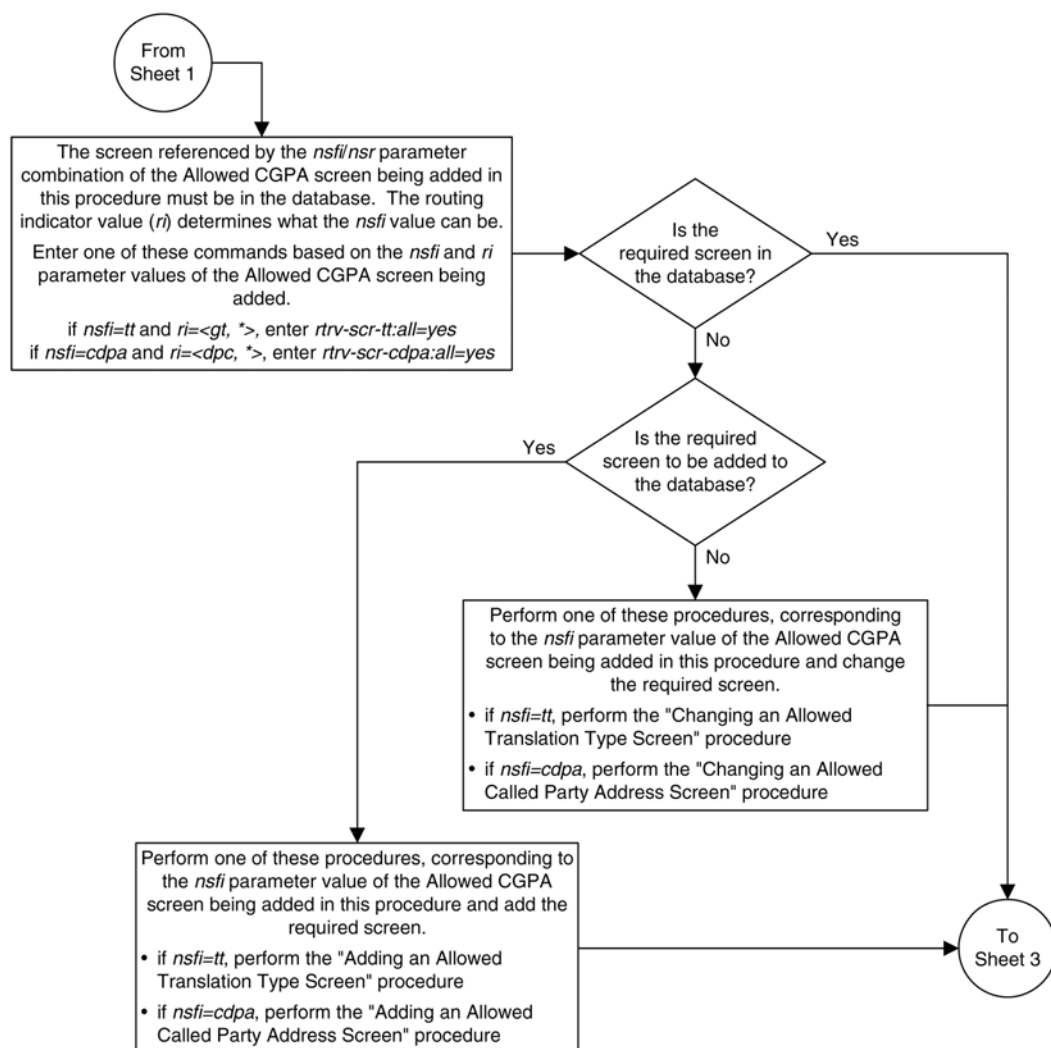 From
Sheet 1
The screen referenced by the nsfi/nsr parameter
combination of the Allowed CGPA screen being added in
this procedure must be in the database.  The routing
indicator value (ri) determines what the nsfi value can be.
Enter one of these commands based on the nsfi and ri
parameter values of the Allowed CGPA screen being
added.
if nsfi=tt and ri=<gt, *>, enter rtrv-scr-tt:all=yes
if nsfi=cdpa and ri=<dpc, *>, enter rtrv-scr-cdpa:all=yes
Is the
required screen in
the database?
Yes
No
Is the required
screen to be added to
the database?
Yes
No
Perform one of these procedures, corresponding
to the nsfi parameter value of the Allowed CGPA
screen being added in this procedure and change
the required screen.
• if nsfi=tt, perform the "Changing an Allowed
Translation Type Screen" procedure
• if nsfi=cdpa, perform the "Changing an Allowed
Called Party Address Screen" procedure
Perform one of these procedures, corresponding to
the nsfi parameter value of the Allowed CGPA
screen being added in this procedure and add the
required screen.
• if nsfi=tt, perform the "Adding an Allowed
Translation Type Screen" procedure
• if nsfi=cdpa, perform the "Adding an Allowed
Called Party Address Screen" procedure
To
Sheet 3